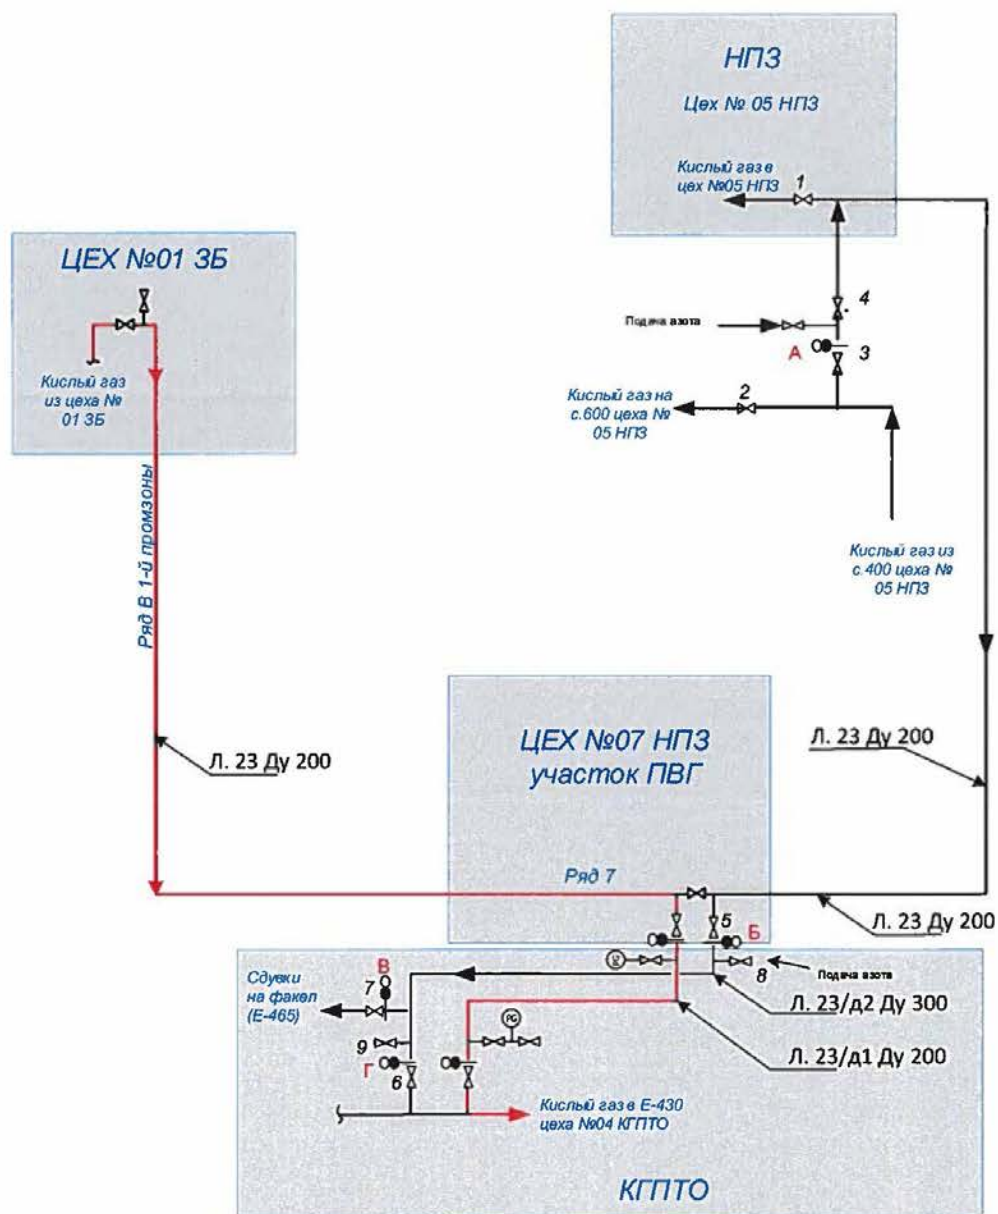 НПЗ
Цех № 05 НПЗ
Кислый газ в
цех №05 НПЗ
1
ЦЕХ №01 ЗБ
Кислый газ
из цеха №
01 ЗБ
4
Подача азота
А
3
2
Кислый газ на
с.600 цеха №
05 НПЗ
Кислый газ из
с.400 цеха №
05 НПЗ
Ряд В 1-й промзоны
Л. 23 Ду 200
Л. 23 Ду 200
ЦЕХ №07 НПЗ
участок ПВГ
Ряд 7
5
Б
Л. 23 Ду 200
8
Подача азота
Сдувки
на факел
(Е-465)
В
7
9
Г
6
PG
Л. 23/д2 Ду 300
Л. 23/д1 Ду 200
Кислый газ в Е-430
цеха №04 КГПТО
КГПТО